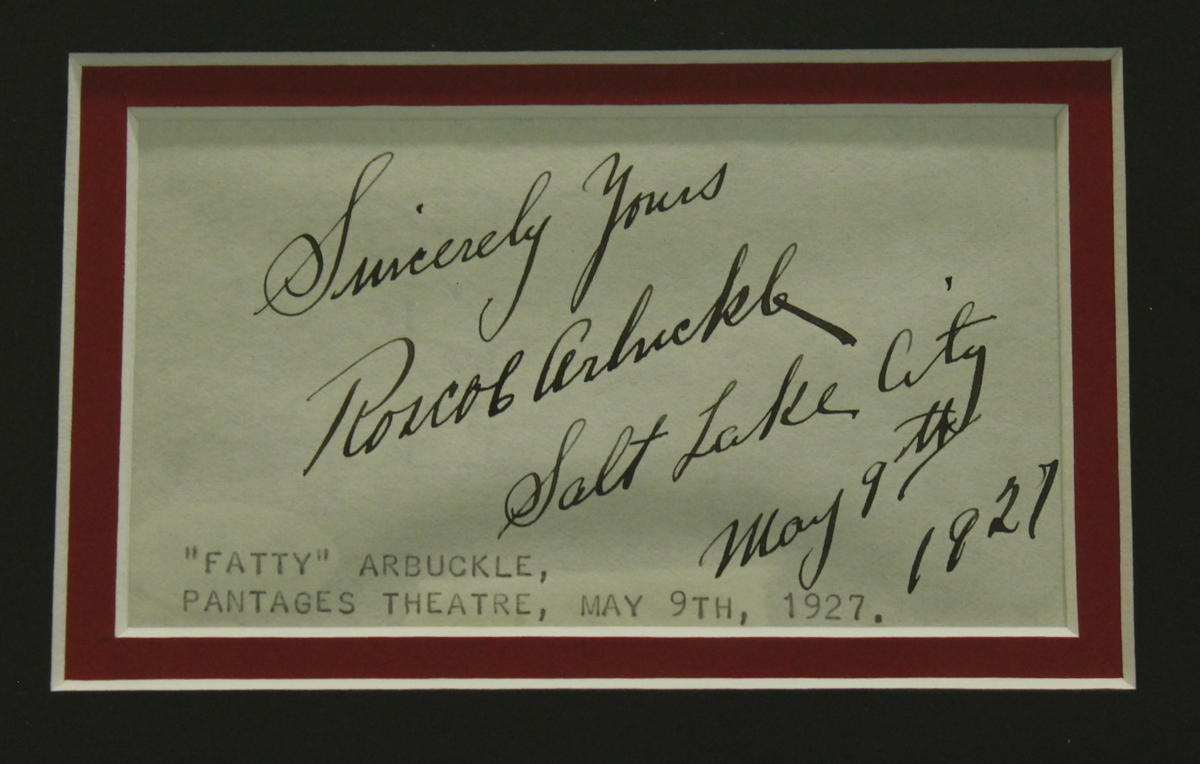 Sincerely Yours
Roscoe Arbuckle
Salt Lake City
May 9th
1927
"FATTY" ARBUCKLE,
PANTAGES THEATRE, MAY 9TH, 1927.